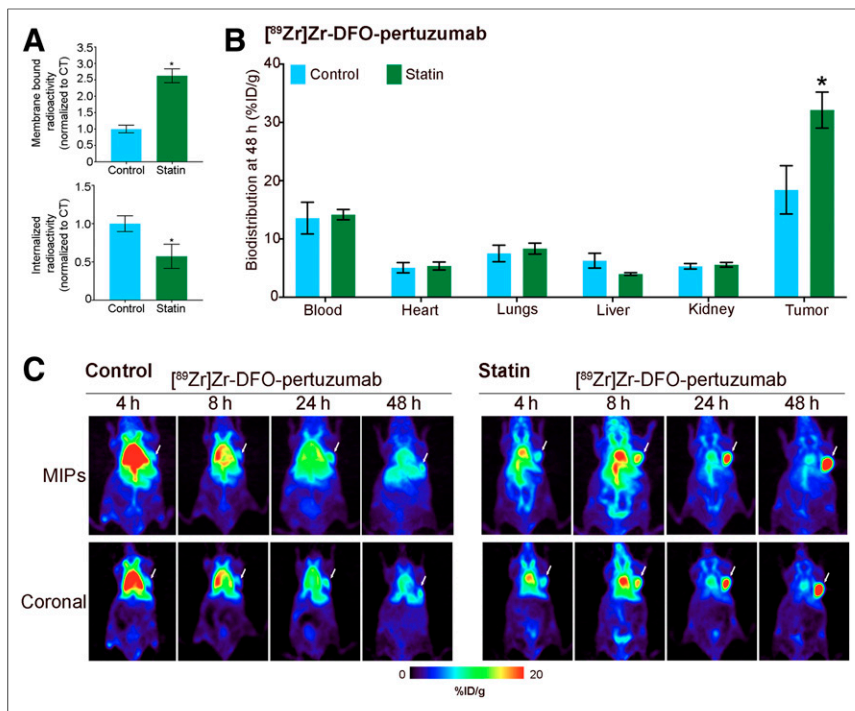 A
Membrane bound
radioactivity
(normalized to CT)
3.0
2.5
2.0
1.5
1.0
0.5
0
*
Control
Statin
Internalized
radioactivity
(normalized to CT)
1.5
1.0
0.5
0
*
Control
Statin
B
[⁸⁹Zr]Zr-DFO-pertuzumab
Biodistribution at 48 h (%ID/g)
40
30
20
10
0
Control
Statin
*
Blood
Heart
Lungs
Liver
Kidney
Tumor
C
Control
[⁸⁹Zr]Zr-DFO-pertuzumab
4 h
8 h
24 h
48 h
Statin
[⁸⁹Zr]Zr-DFO-pertuzumab
4 h
8 h
24 h
48 h
MIPs
Coronal
0
20
%ID/g